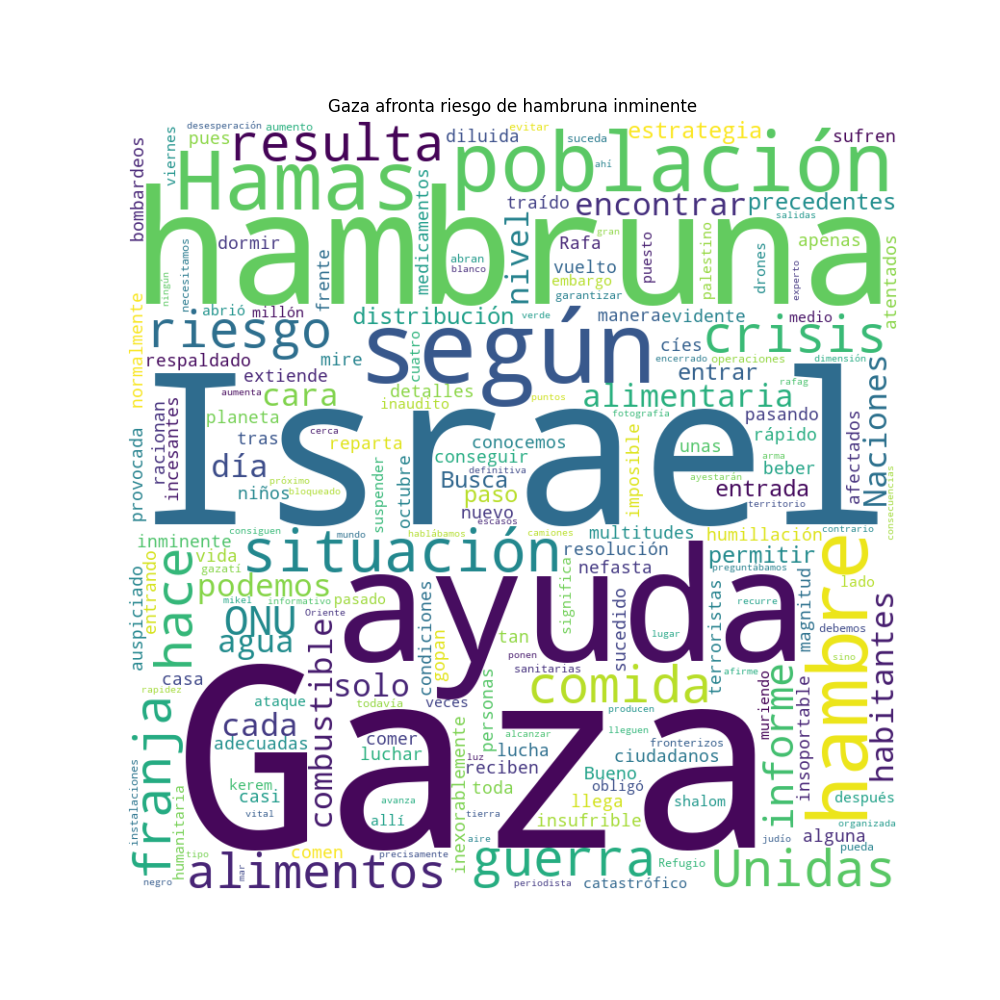 Gaza afronta riesgo de hambruna inminente
desesperación aumento evitar
viernes pues resulta diluida suceda estrategia sufren
bombardeos Hamas población ahí
medicamentos traído encontrar precedentes
hambruna nivel salidas
dormir Rafa gran puesto palestino drones apenas atentados
necesitamos frente abran vuelto embargo experto
ningún blanco garantizar
normalmente abrió millón distribución verde manera evidente medio
riesgo según crisis
respaldado mire cuatro cíes encerrado operaciones dimensión
extiende entrar rafag
aumenta cara detalles alimentaria
racionan incesantes planeta inaudito puntos fotografía pasando
Israel
cerca reparta conocemos imposible unas rápido
tras conseguir arma
provocada día definitiva beber afectados Naciones
próximo bloqueado suspender octubre Busca ayestarán consecuencias
niños paso entrada
nuevo escasos territorio
consiguen mundo hablábamos camiones multitudes humillación contrario
inminente situación resolución permitir
vida nefasta preguntábamos
gazatí podemos significa
auspiciado entrando hace mikel informativo pasado ayuda recurre magnitud lado hambre
Oriente condiciones sucedido terroristas debemos habitantes
ONU tan lugar
agua combustible gopan personas sino
casa ponen sanitarias afirme muriendo
rapidez solo comida informe insoportable
ataque todavía veces producen
franja cada Gaza alcanzar lleguen
adecuadas comer inexorablemente lucha fronterizos
luchar luz reciben ciudadanos
instalaciones kerem toda Bueno obligó
casi avanza llega shalom después
humanitaria vital allí tierra insufrible organizada
aire judío alguna pueda
comen precisamente guerra Refugio
tipo alimentos mar Unidas
negro periodista catastrófico